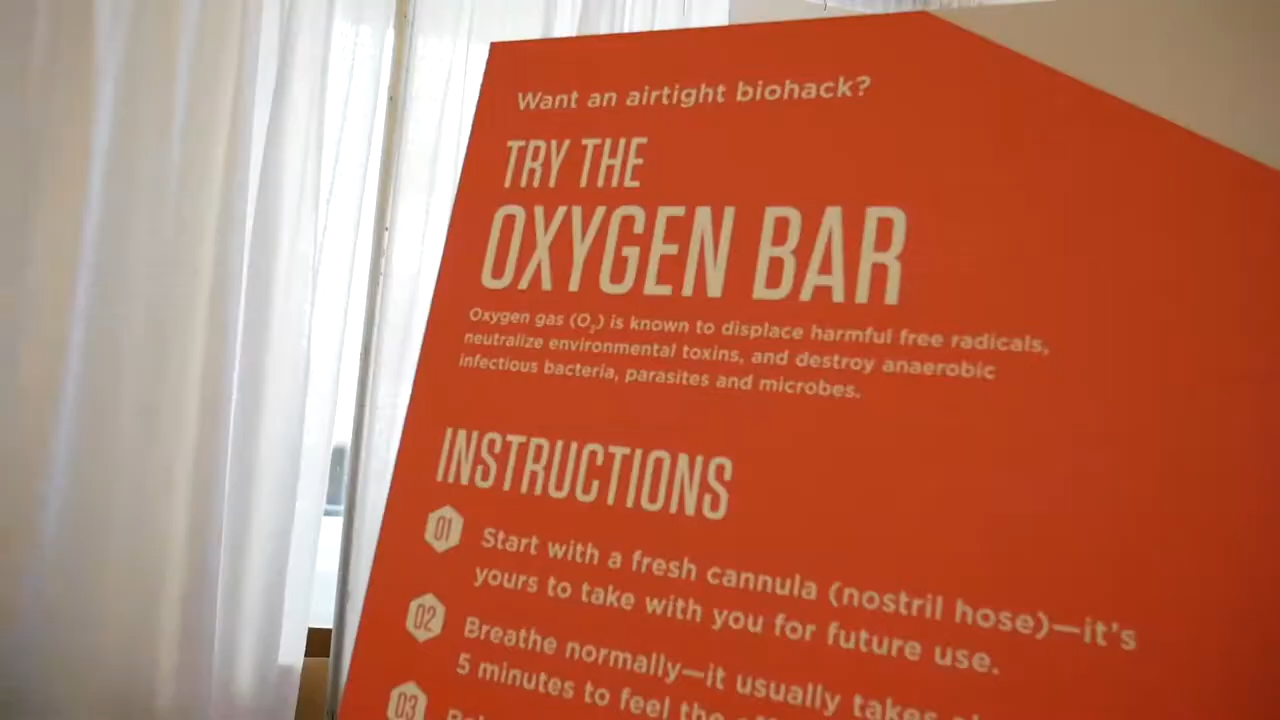 Want an airtight biohack?
TRY THE
OXYGEN BAR
Oxygen gas (O₂) is known to displace harmful free radicals,
neutralize environmental toxins, and destroy anaerobic
infectious bacteria, parasites and microbes.
INSTRUCTIONS
01 Start with a fresh cannula (nostril hose)—it's
yours to take with you for future use.
02 Breathe normally—it usually takes
5 minutes to feel the
03